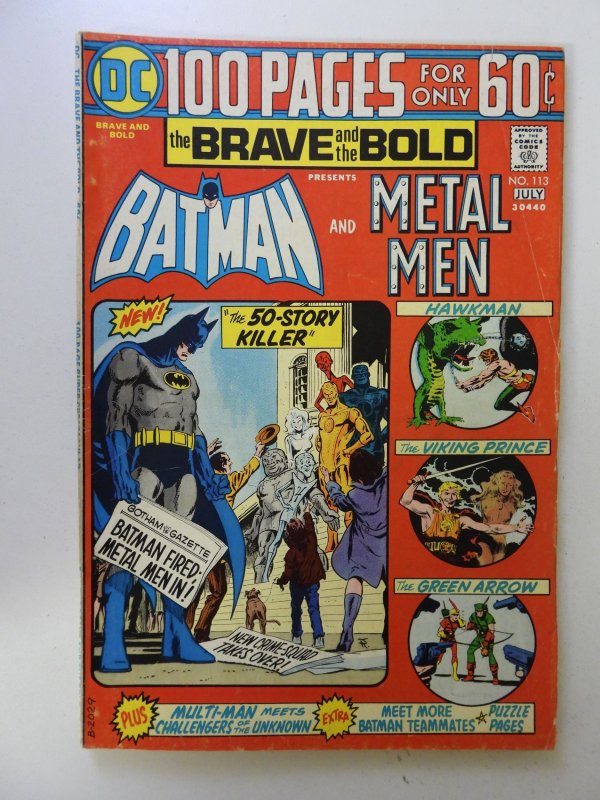 DC 100 PAGES FOR ONLY 60¢
BRAVE AND BOLD
the BRAVE and the BOLD
APPROVED BY THE COMICS CODE AUTHORITY
PRESENTS
NO. 113
JULY
30440
BATMAN AND METAL MEN
NEW!
"The 50-STORY KILLER"
HAWKMAN
The VIKING PRINCE
The GREEN ARROW
GOTHAM GAZETTE
BATMAN FIRED,
METAL MEN IN!
NEW CRIME-SQUAD
TAKES OVER!
PLUS
MULTI-MAN MEETS
CHALLENGERS OF THE UNKNOWN
EXTRA
MEET MORE
BATMAN TEAMMATES
PUZZLE
PAGES
B-2029